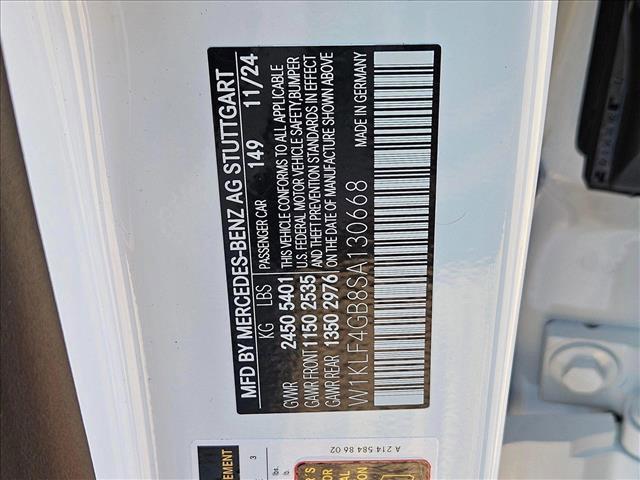 MFD BY MERCEDES-BENZ AG STUTTGART
KG LBS PASSENGER CAR 149 11/24
GVWR 2450 5401 THIS VEHICLE CONFORMS TO ALL APPLICABLE
GAWR FRONT 1150 2535 U.S. FEDERAL MOTOR VEHICLE SAFETY,BUMPER
GAWR REAR 1350 2976 AND THEFT PREVENTION STANDARDS IN EFFECT
ON THE DATE OF MANUFACTURE SHOWN ABOVE
W1KLF4GB8SA130668 MADE IN GERMANY
A 214 584 86 02